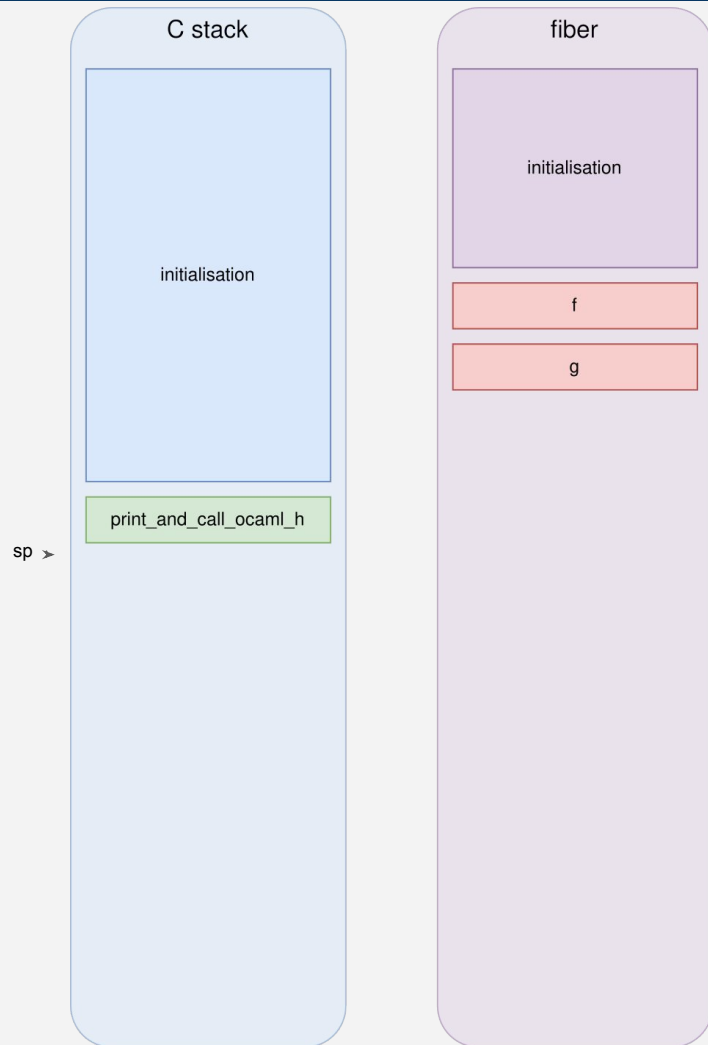 C stack
initialisation
print_and_call_ocaml_h
sp
fiber
initialisation
f
g